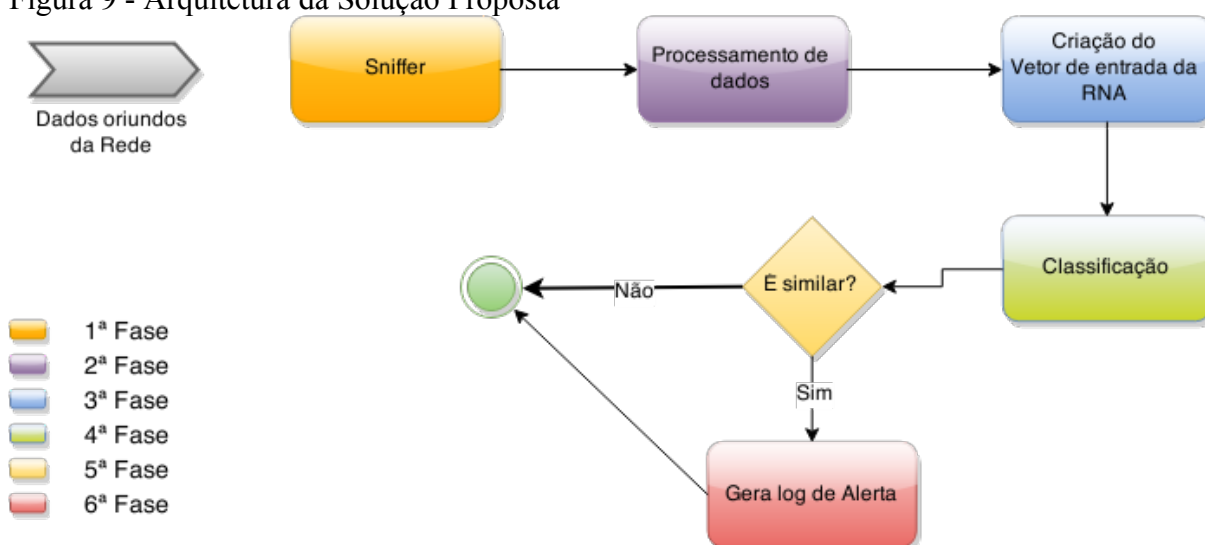 Figura 9 - Arquitetura da Solução Proposta
Dados oriundos
da Rede
Sniffer
Processamento de
dados
Criação do
Vetor de entrada da
RNA
Classificação
É similar?
Não
Sim
Gera log de Alerta
1ª Fase
2ª Fase
3ª Fase
4ª Fase
5ª Fase
6ª Fase